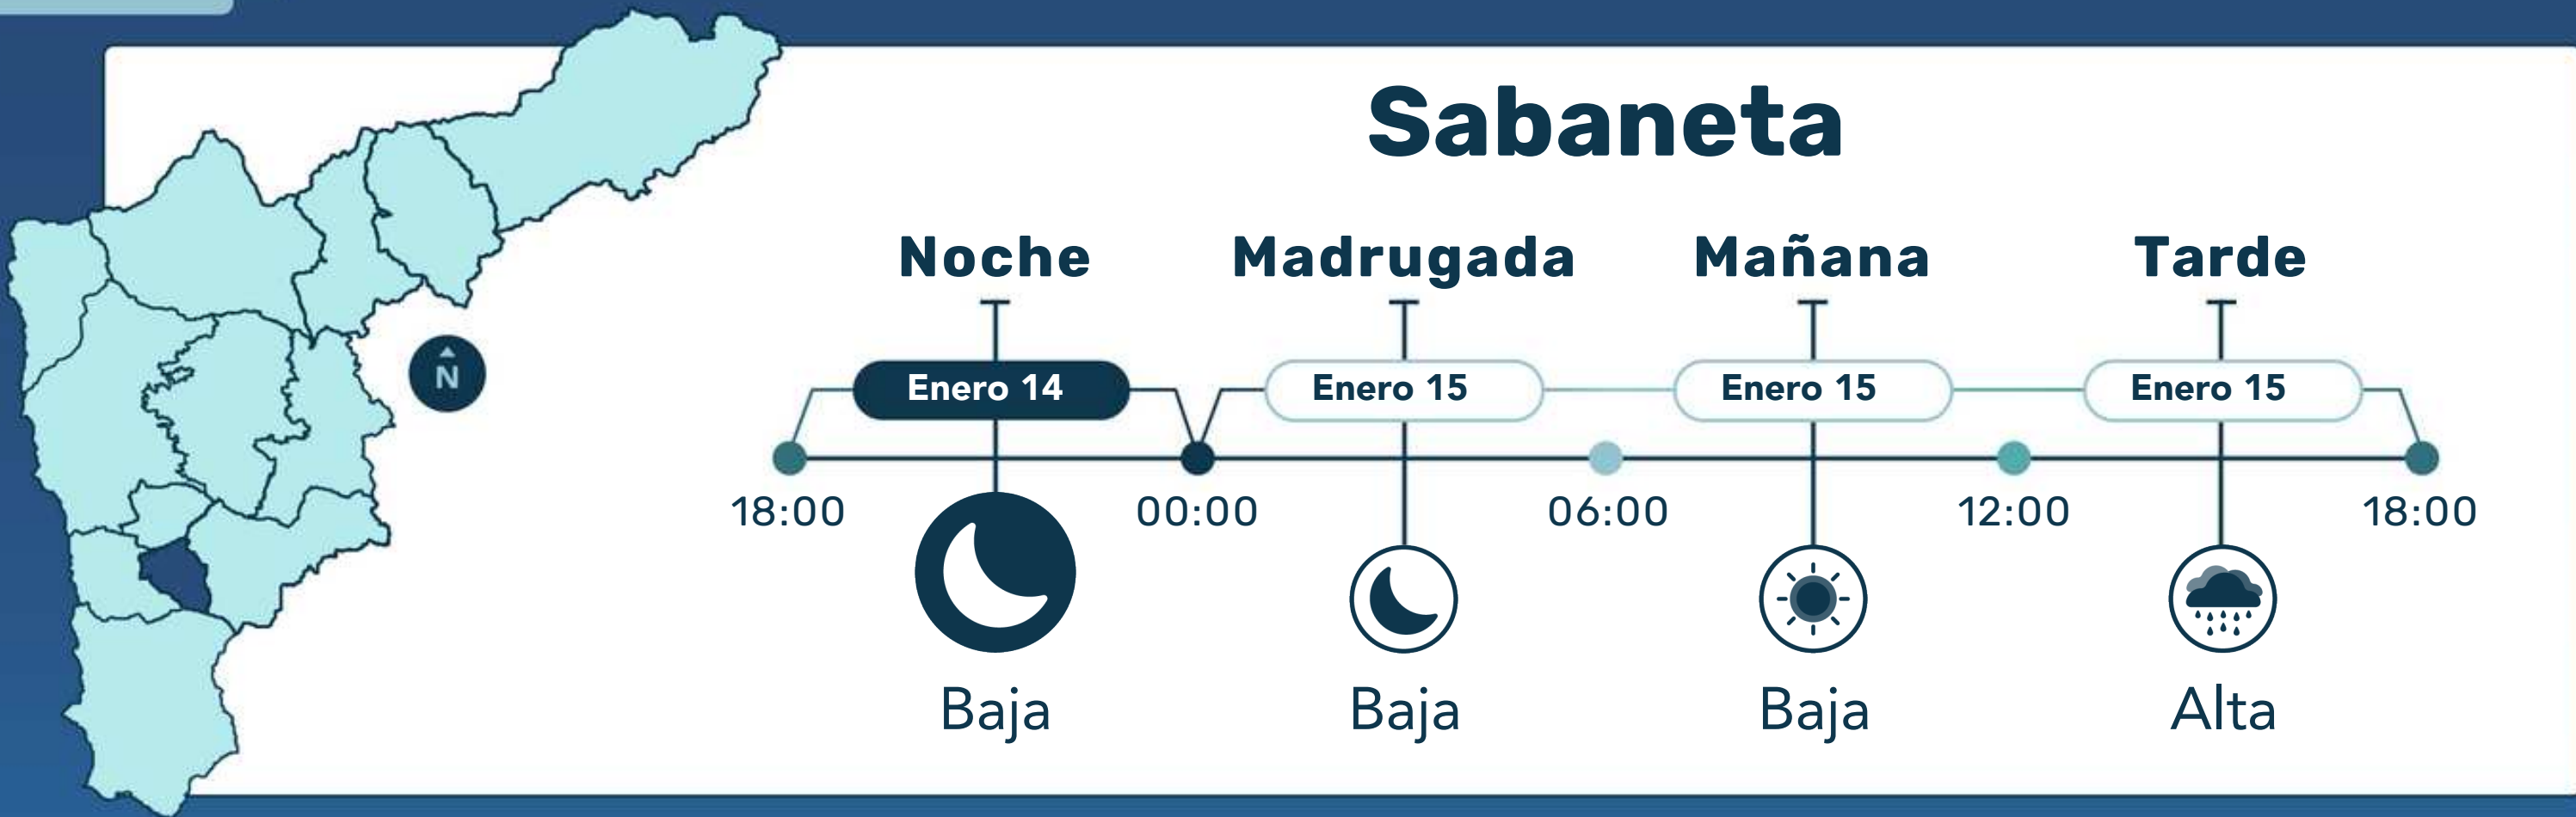 Sabaneta
Noche Madrugada Mañana Tarde
Enero 14 Enero 15 Enero 15 Enero 15
N
18:00 00:00 06:00 12:00 18:00
Baja Baja Baja Alta